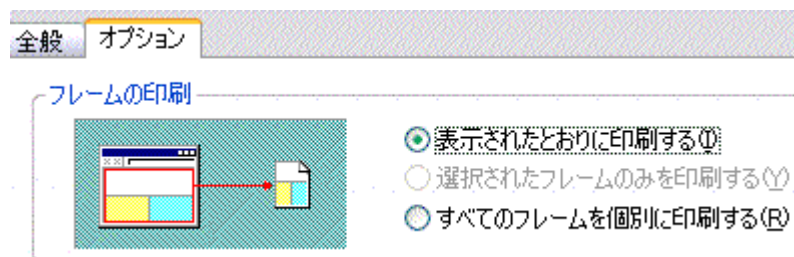 全般 オプション
フレームの印刷
表示されたとおりに印刷する(I)
選択されたフレームのみを印刷する(Y)
すべてのフレームを個別に印刷する(R)